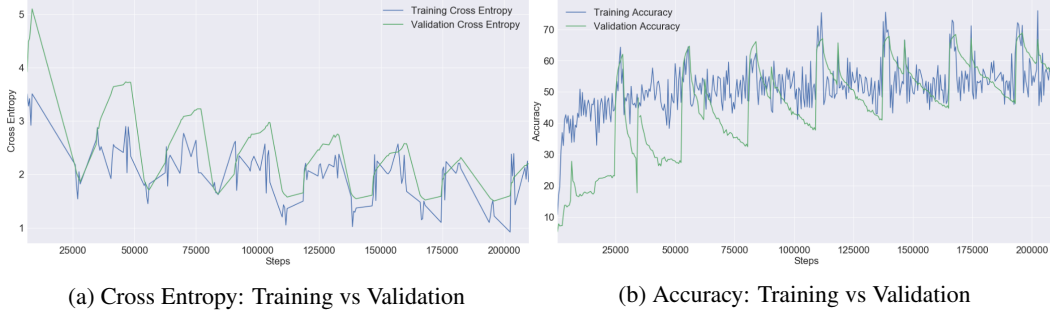 Training Cross Entropy
Validation Cross Entropy
5
4
3
2
1
Cross Entropy
25000 50000 75000 100000 125000 150000 175000 200000
Steps
(a) Cross Entropy: Training vs Validation
Training Accuracy
Validation Accuracy
70
60
50
40
30
20
10
Accuracy
25000 50000 75000 100000 125000 150000 175000 200000
Steps
(b) Accuracy: Training vs Validation